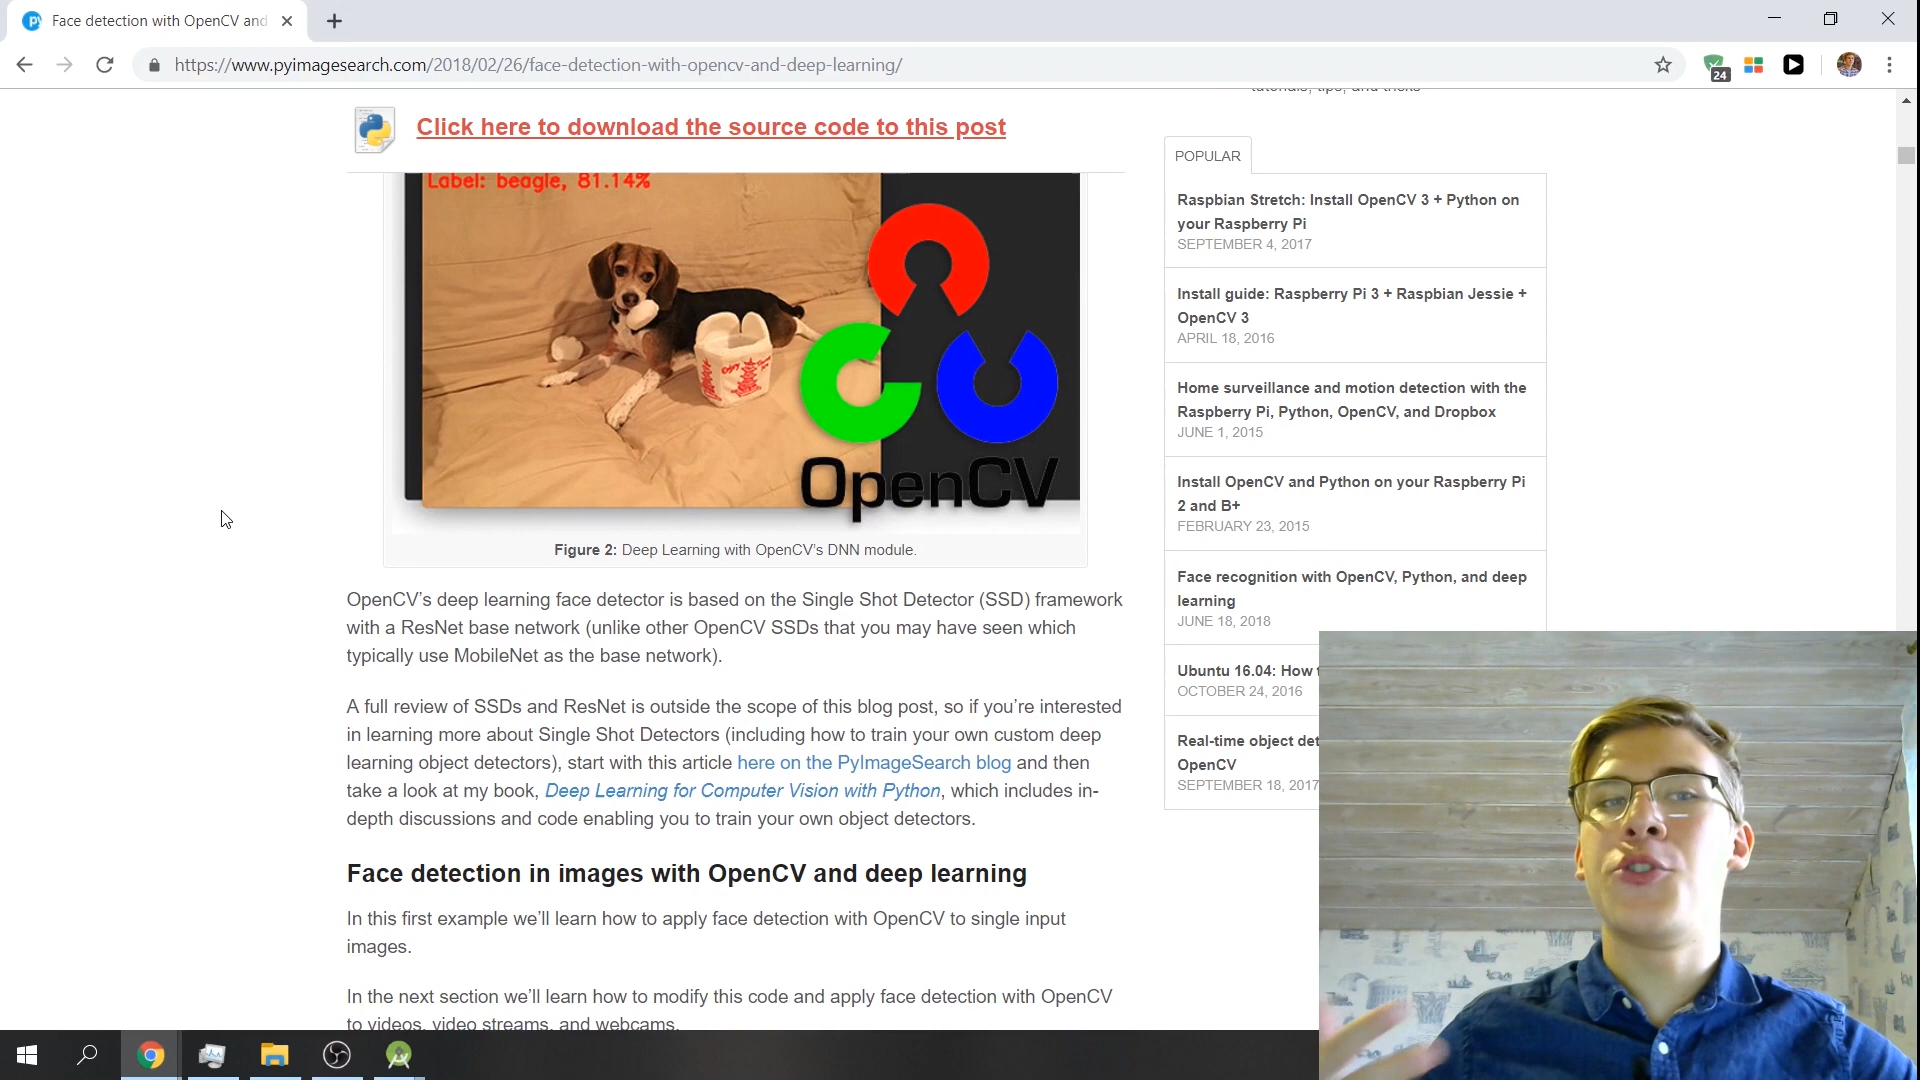 Face detection with OpenCV and
https://www.pyimagesearch.com/2018/02/26/face-detection-with-opencv-and-deep-learning/
24
tutorials, tips, and tricks
Click here to download the source code to this post
Label: beagle, 81.14%
OpenCV
Figure 2: Deep Learning with OpenCV's DNN module.
OpenCV's deep learning face detector is based on the Single Shot Detector (SSD) framework
with a ResNet base network (unlike other OpenCV SSDs that you may have seen which
typically use MobileNet as the base network).
A full review of SSDs and ResNet is outside the scope of this blog post, so if you're interested
in learning more about Single Shot Detectors (including how to train your own custom deep
learning object detectors), start with this article here on the PyImageSearch blog and then
take a look at my book, Deep Learning for Computer Vision with Python, which includes in-
depth discussions and code enabling you to train your own object detectors.
Face detection in images with OpenCV and deep learning
In this first example we'll learn how to apply face detection with OpenCV to single input
images.
In the next section we'll learn how to modify this code and apply face detection with OpenCV
to videos, video streams, and webcams.
POPULAR
Raspbian Stretch: Install OpenCV 3 + Python on
your Raspberry Pi
SEPTEMBER 4, 2017
Install guide: Raspberry Pi 3 + Raspbian Jessie +
OpenCV 3
APRIL 18, 2016
Home surveillance and motion detection with the
Raspberry Pi, Python, OpenCV, and Dropbox
JUNE 1, 2015
Install OpenCV and Python on your Raspberry Pi
2 and B+
FEBRUARY 23, 2015
Face recognition with OpenCV, Python, and deep
learning
JUNE 18, 2018
Ubuntu 16.04: How
OCTOBER 24, 2016
Real-time object det
OpenCV
SEPTEMBER 18, 2017